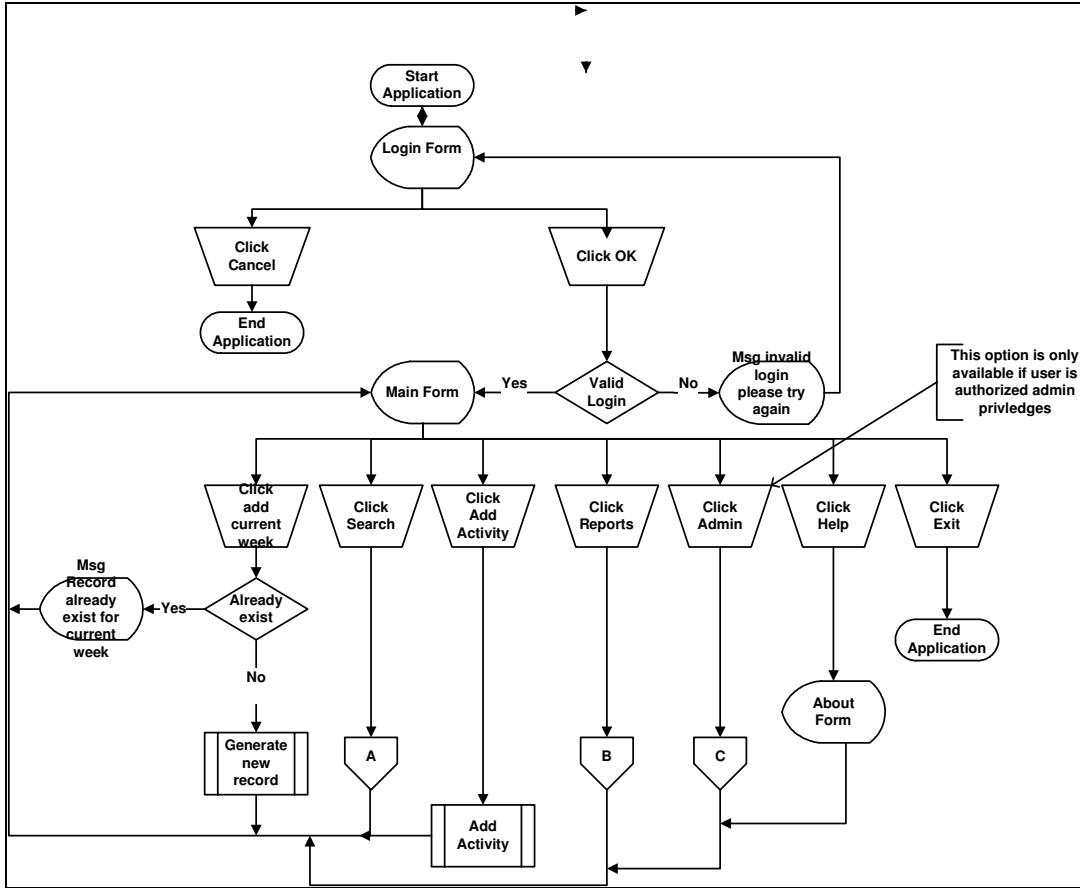 Start
Application
Login Form
Click
Cancel
Click OK
End
Application
Main Form
Yes
Valid
Login
No
Msg invalid
login
please try
again
This option is only
available if user is
authorized admin
privledges
Click
add
current
week
Click
Search
Click
Add
Activity
Click
Reports
Click
Admin
Click
Help
Click
Exit
Msg
Record
already
exist for
current
week
Yes
Already
exist
No
End
Application
About
Form
Generate
new
record
A
B
C
Add
Activity